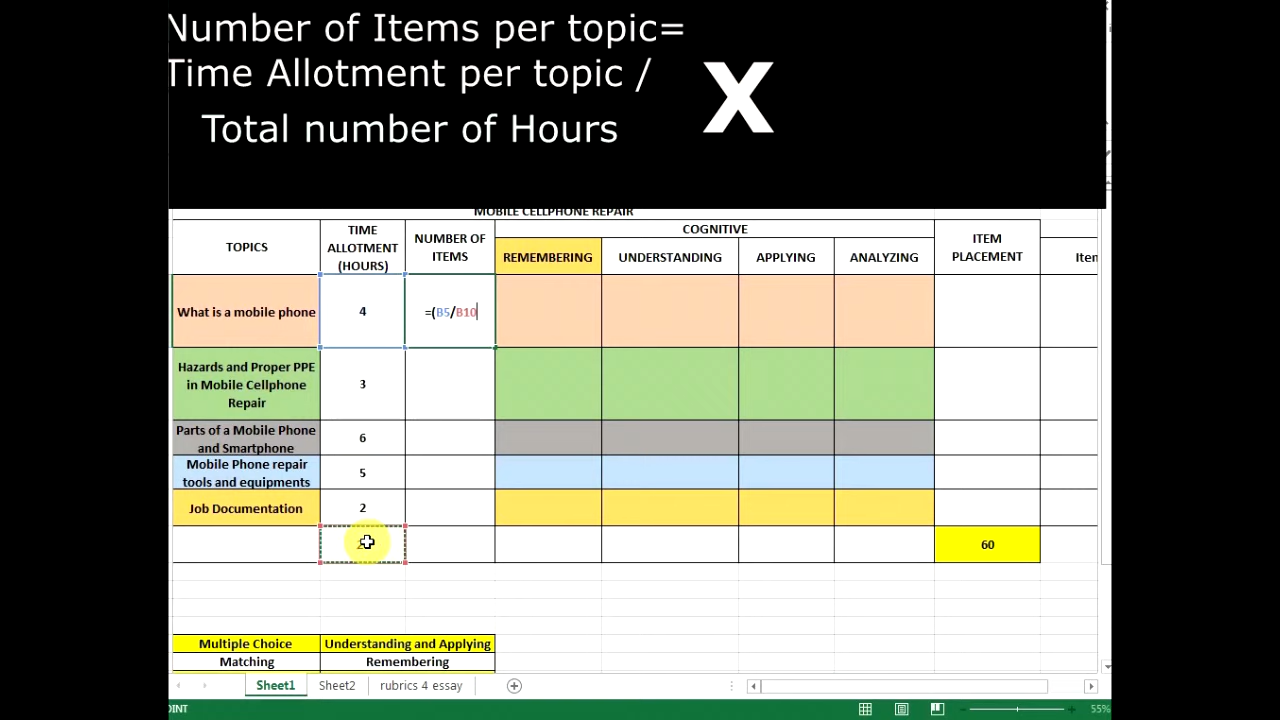 Number of Items per topic=
Time Allotment per topic /
Total number of Hours
X
MOBILE CELLPHONE REPAIR
TOPICS
TIME
ALLOTMENT
(HOURS)
NUMBER OF
ITEMS
COGNITIVE
REMEMBERING
UNDERSTANDING
APPLYING
ANALYZING
ITEM
PLACEMENT
What is a mobile phone
4
=(B5/B10
Hazards and Proper PPE
in Mobile Cellphone
Repair
3
Parts of a Mobile Phone
and Smartphone
6
Mobile Phone repair
tools and equipments
5
Job Documentation
2
60
Multiple Choice
Understanding and Applying
Matching
Remembering
Sheet1
Sheet2
rubrics 4 essay
55%